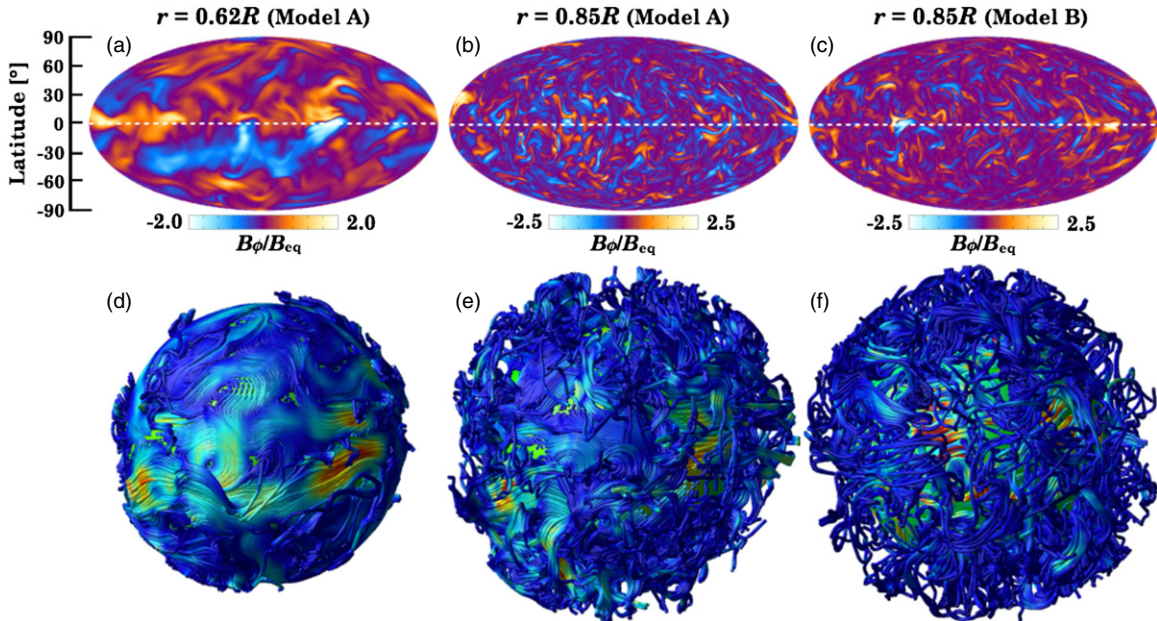 r = 0.62R (Model A)
r = 0.85R (Model A)
r = 0.85R (Model B)
(a)
(b)
(c)
Latitude [°]
90
60
30
0
-30
-60
-90
-2.0
2.0
-2.5
2.5
-2.5
2.5
Bϕ/Beq
Bϕ/Beq
Bϕ/Beq
(d)
(e)
(f)